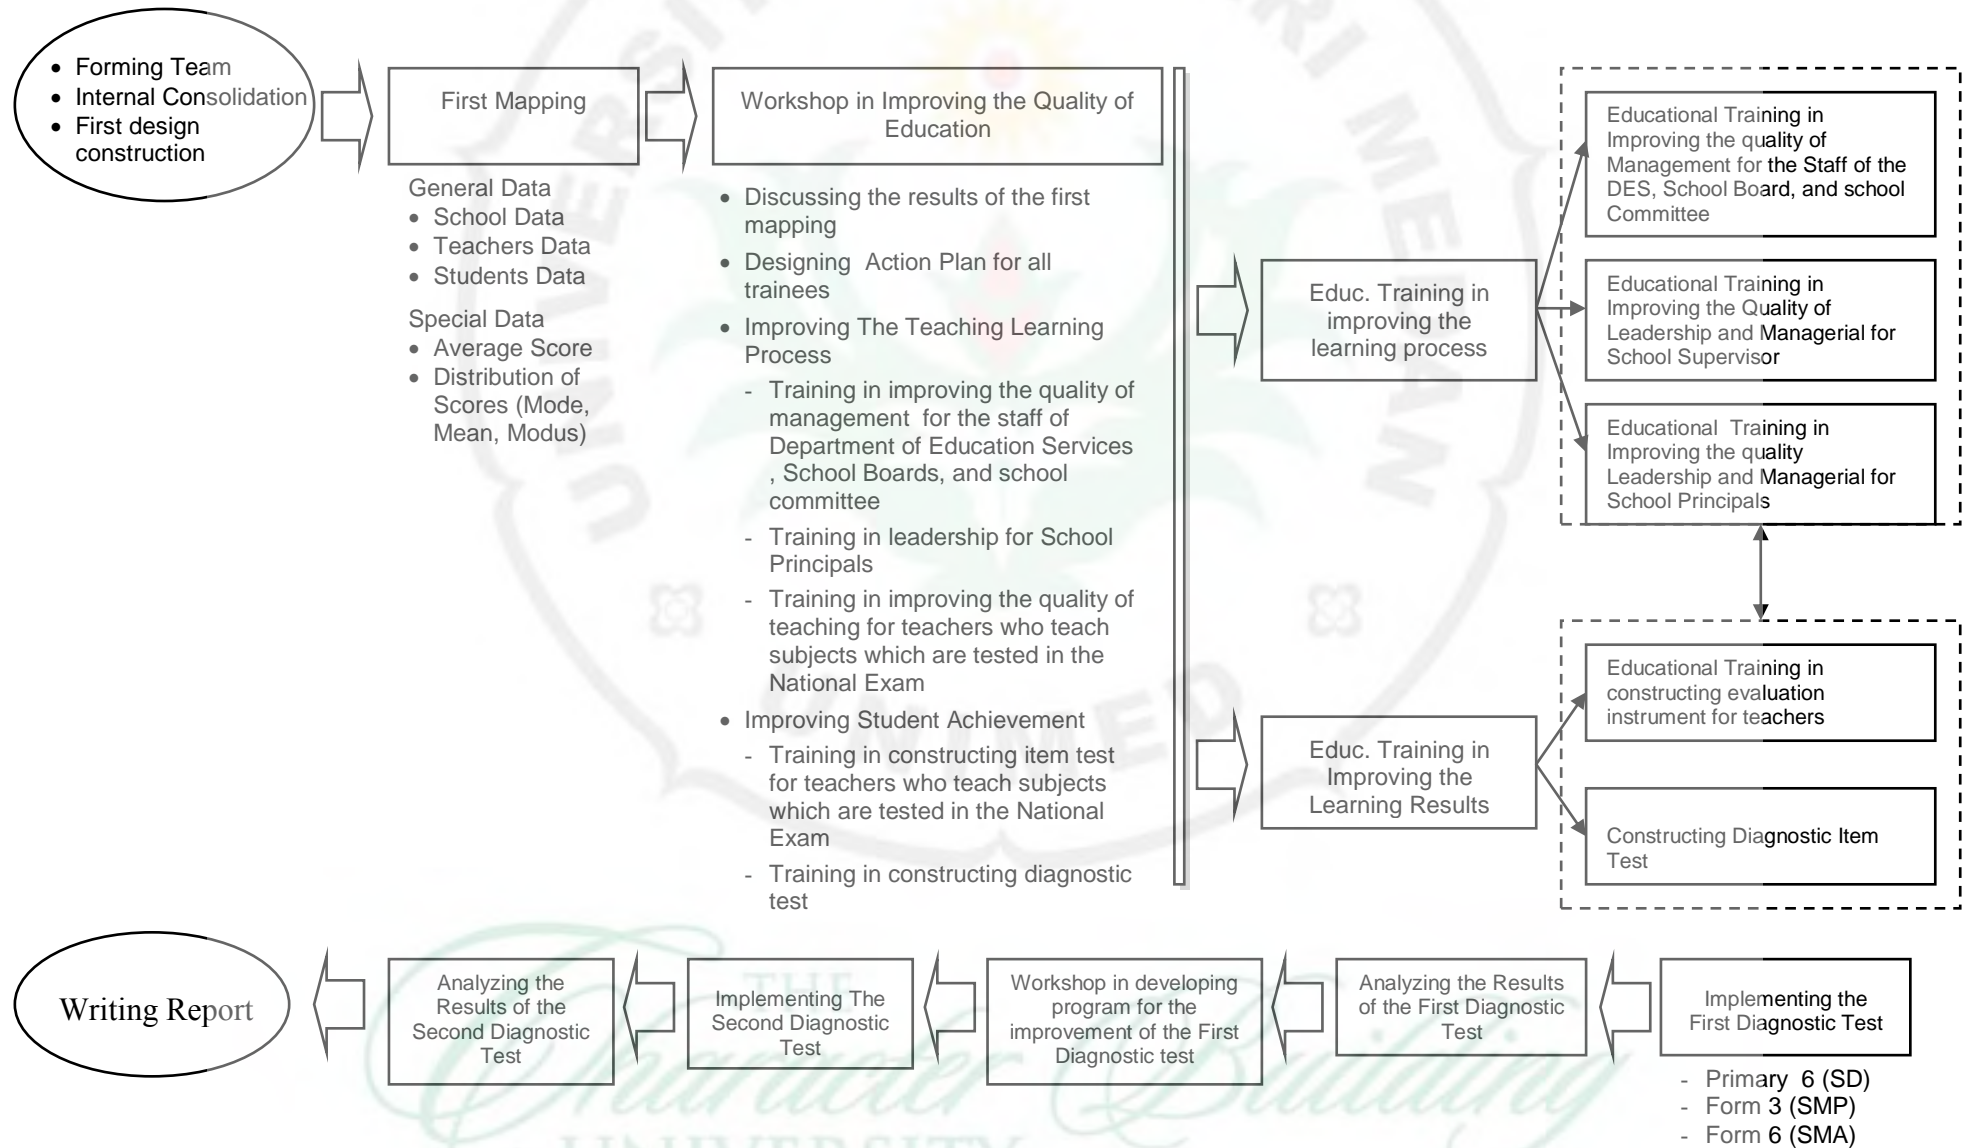 • Forming Team
• Internal Consolidation
• First design
construction
First Mapping
General Data
• School Data
• Teachers Data
• Students Data
Special Data
• Average Score
• Distribution of
Scores (Mode,
Mean, Modus)
Workshop in Improving the Quality of
Education
• Discussing the results of the first
mapping
• Designing Action Plan for all
trainees
• Improving The Teaching Learning
Process
- Training in improving the quality of
management for the staff of
Department of Education Services
, School Boards, and school
committee
- Training in leadership for School
Principals
- Training in improving the quality of
teaching for teachers who teach
subjects which are tested in the
National Exam
• Improving Student Achievement
- Training in constructing item test
for teachers who teach subjects
which are tested in the National
Exam
- Training in constructing diagnostic
test
Educ. Training in
improving the
learning process
Educational Training in
Improving the quality of
Management for the Staff of the
DES, School Board, and school
Committee
Educational Training in
Improving the Quality of
Leadership and Managerial for
School Supervisor
Educational Training in
Improving the quality
Leadership and Managerial for
School Principals
Educ. Training in
Improving the
Learning Results
Educational Training in
constructing evaluation
instrument for teachers
Constructing Diagnostic Item
Test
Writing Report
Analyzing the
Results of the
Second Diagnostic
Test
Implementing The
Second Diagnostic
Test
Workshop in developing
program for the
improvement of the First
Diagnostic test
Analyzing the Results
of the First Diagnostic
Test
Implementing the
First Diagnostic Test
- Primary 6 (SD)
- Form 3 (SMP)
- Form 6 (SMA)
UNIMED
THE
Character Building
UNIVERSITY